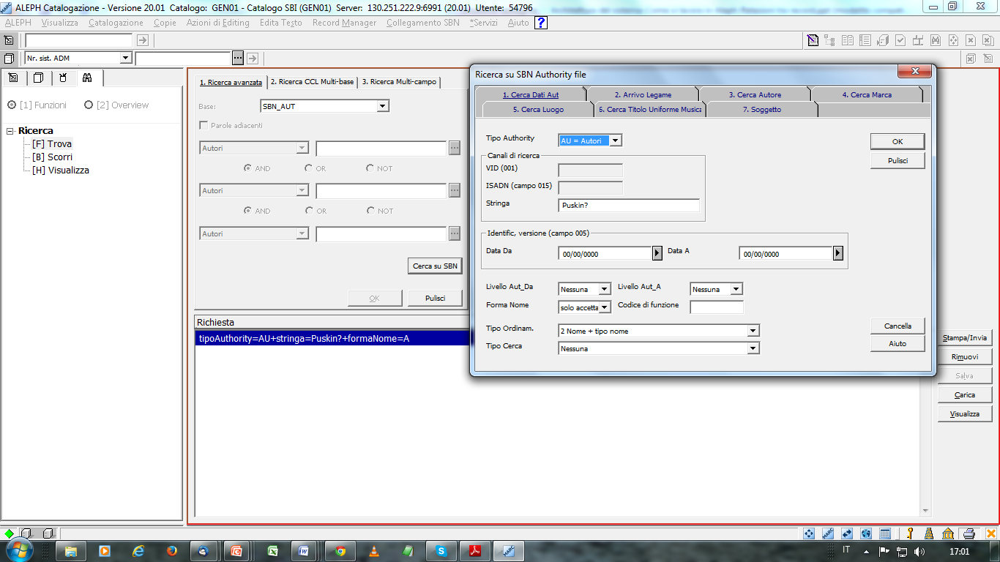 ALEPH Catalogazione - Versione 20.01 Catalogo: GEN01 - Catalogo SBI (GEN01) Server: 130.251.222.9:6991 (20.01) Utente: 54796
ALEPH Visualizza Catalogazione Copie Azioni di Editing Edita Testo Record Manager Collegamento SBN *Servizi Aiuto ?
Nr. sist. ADM
[1] Funzioni [2] Overview
Ricerca
[F] Trova
[B] Scorri
[H] Visualizza
1. Ricerca avanzata 2. Ricerca CCL Multi-base 3. Ricerca Multi-campo
Base: SBN_AUT
Parole adiacenti
Autori
AND OR NOT
Autori
AND OR NOT
Autori
Cerca su SBN
OK Pulisci
Richiesta
tipoAuthority=AU+stringa=Puskin?+formaNome=A
Ricerca su SBN Authority file
1. Cerca Dati Aut 2. Arrivo Legame 3. Cerca Autore 4. Cerca Marca
5. Cerca Luogo 6. Cerca Titolo Uniforme Musica 7. Soggetto
Tipo Authority AU = Autori OK
Canali di ricerca Pulisci
VID (001)
ISADN (campo 015)
Stringa Puskin?
Identific, versione (campo 005)
Data Da 00/00/0000 Data A 00/00/0000
Livello Aut_Da Nessuna Livello Aut_A Nessuna
Forma Nome solo accetta Codice di funzione
Tipo Ordinam. 2 Nome + tipo nome Cancella
Tipo Cerca Nessuna Aiuto
Stampa/Invia
Rimuovi
Salva
Carica
Visualizza
IT 17:01